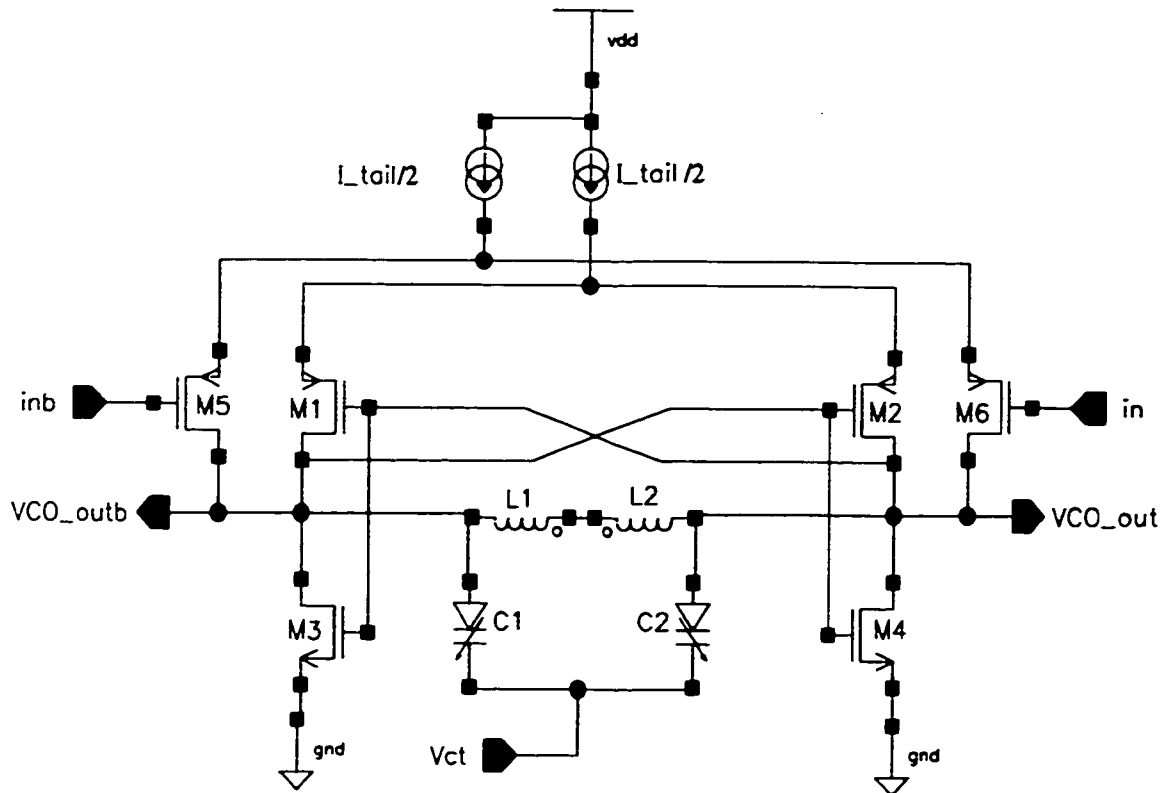 vdd
I_tail/2
I_tail/2
inb
M5
M1
M2
M6
in
VCO_outb
L1
L2
VCO_out
M3
C1
C2
M4
Vct
gnd
gnd